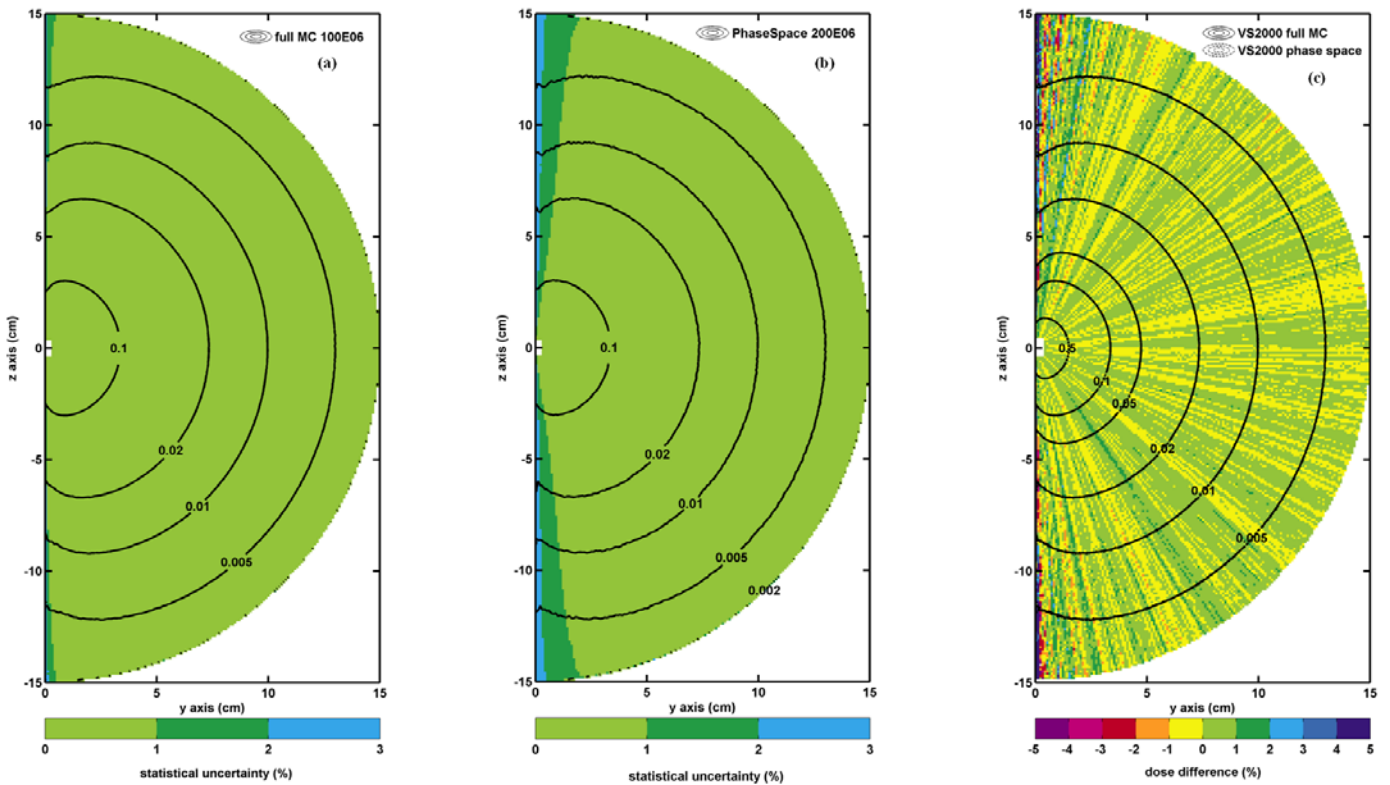 full MC 100E06
(a)
15
10
5
0
-5
-10
-15
z axis (cm)
0.1
0.02
0.01
0.005
0 5 10 15
y axis (cm)
0 1 2 3
statistical uncertainty (%)
PhaseSpace 200E06
(b)
15
10
5
0
-5
-10
-15
z axis (cm)
0.1
0.02
0.01
0.005
0.002
0 5 10 15
y axis (cm)
0 1 2 3
statistical uncertainty (%)
VS2000 full MC
VS2000 phase space
(c)
15
10
5
0
-5
-10
-15
z axis (cm)
0.5
0.1
0.05
0.02
0.01
0.005
0 5 10 15
y axis (cm)
-5 -4 -3 -2 -1 0 1 2 3 4 5
dose difference (%)